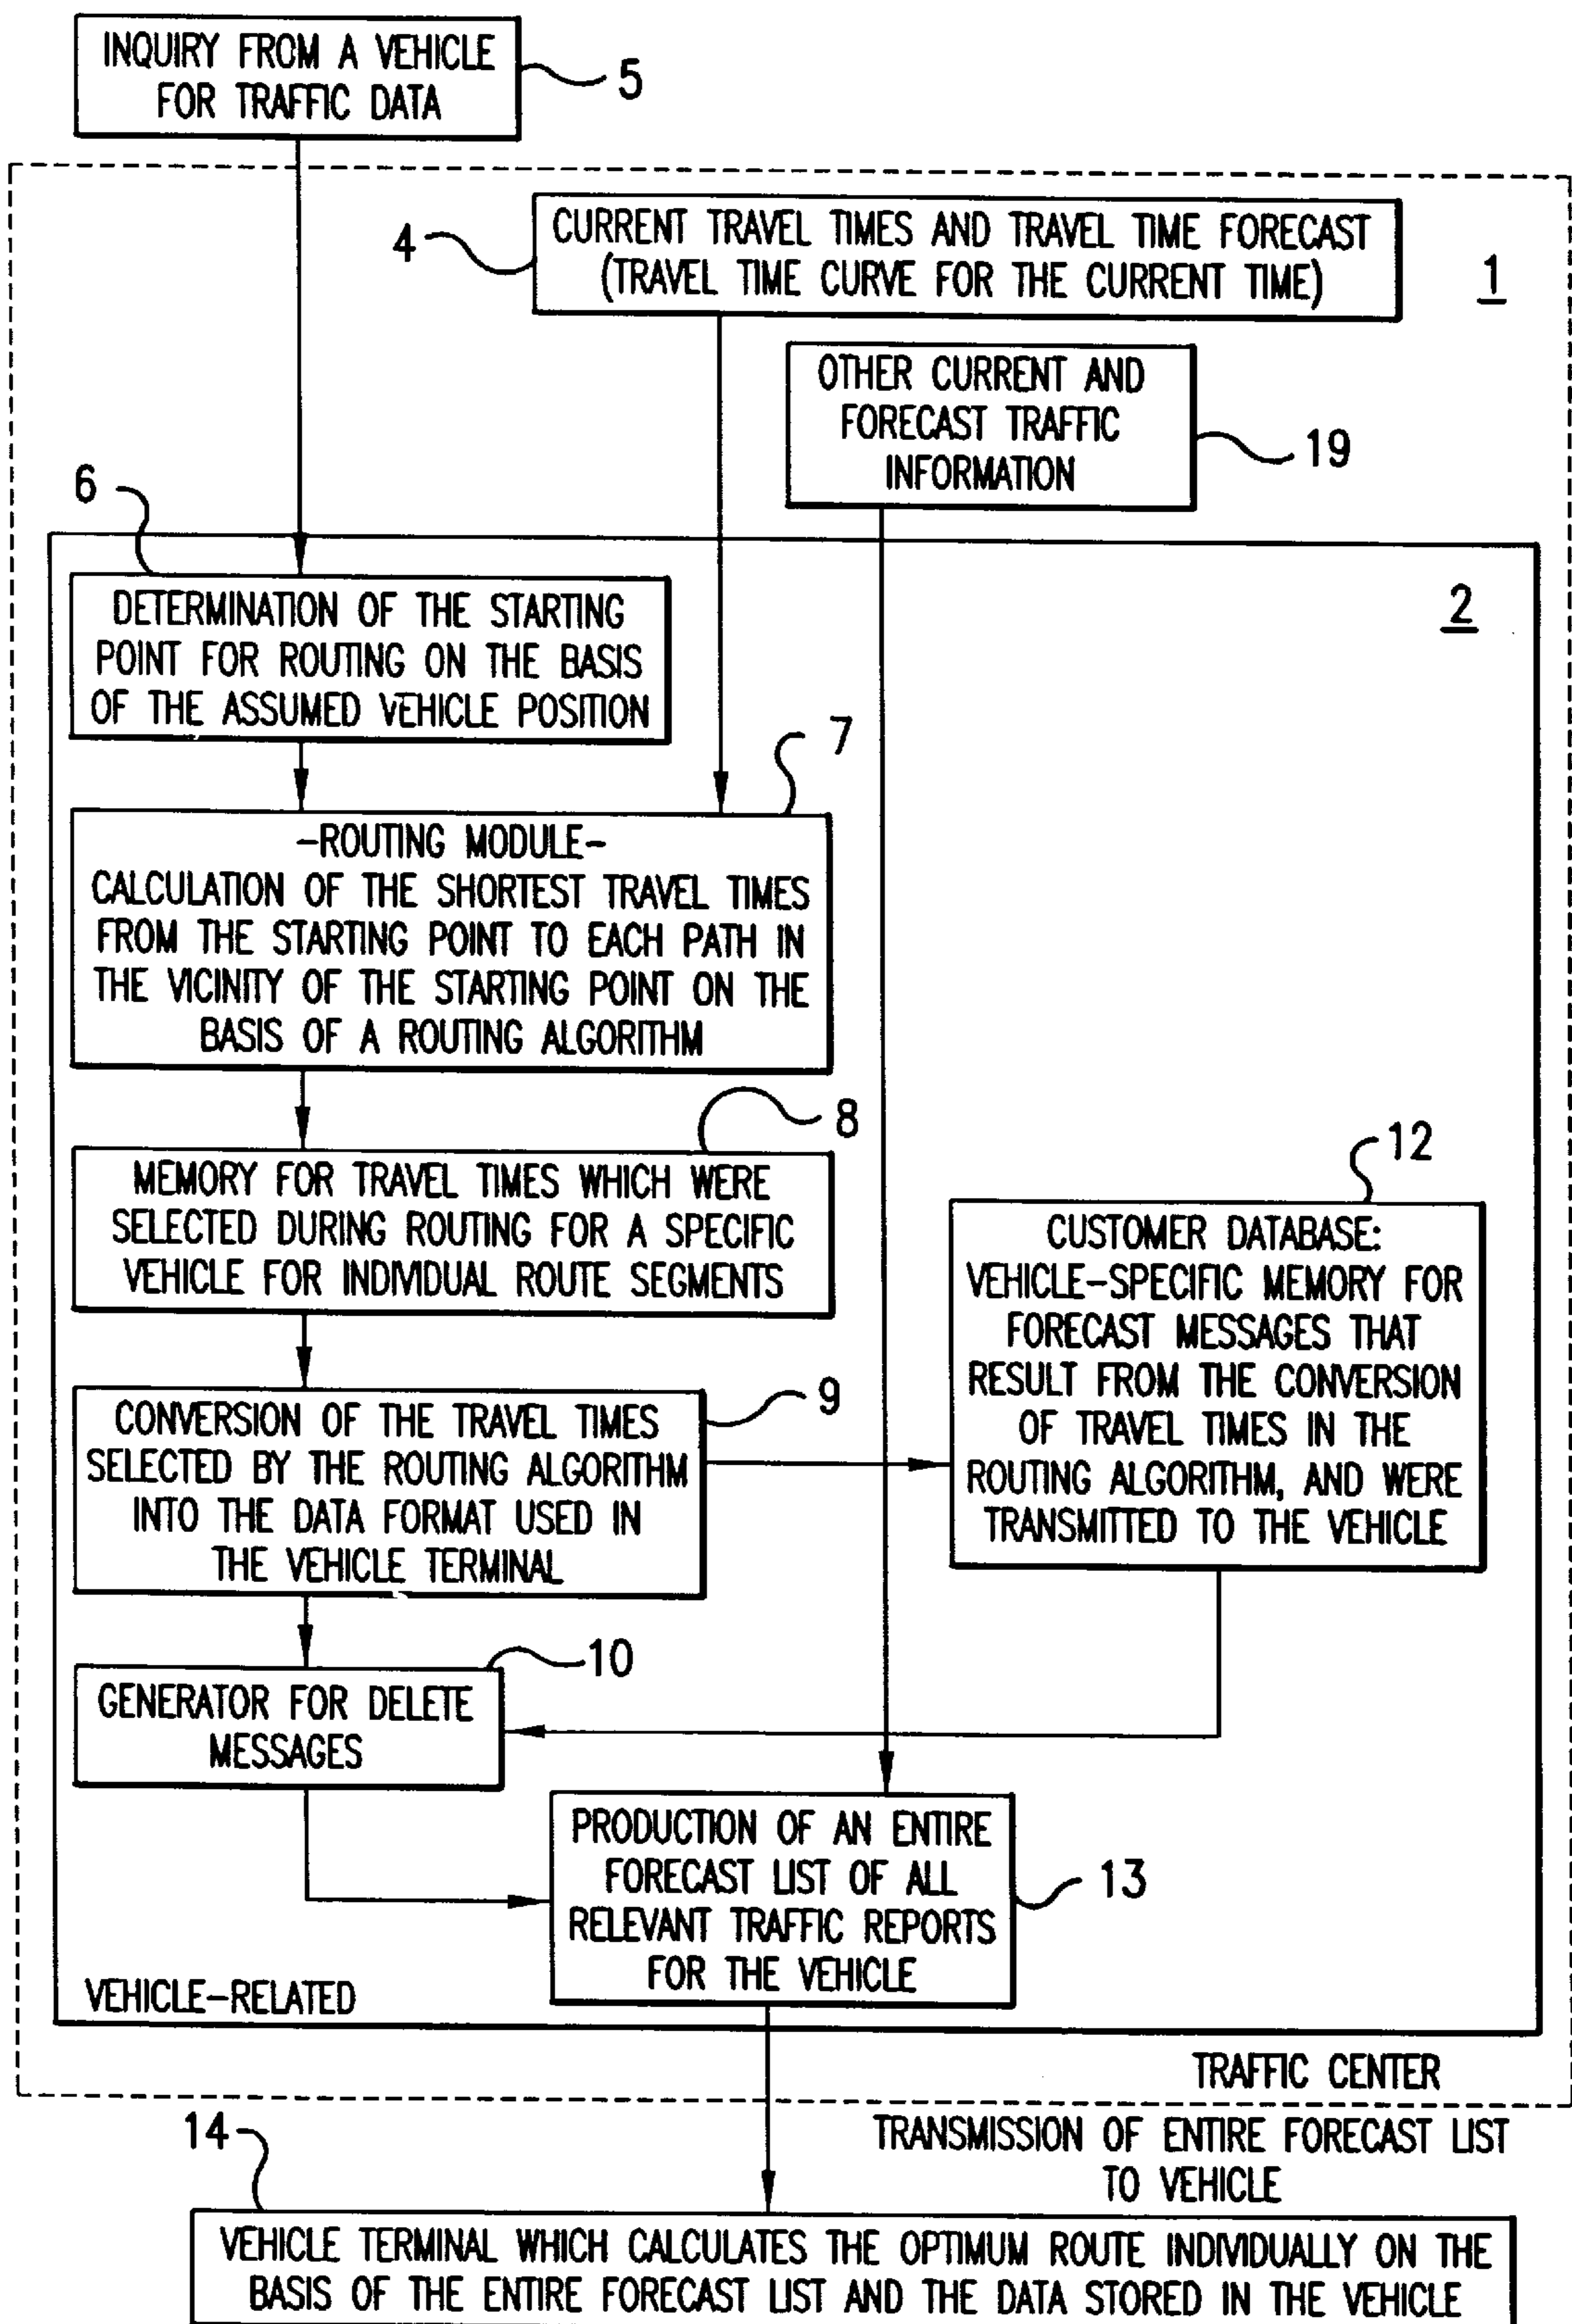 INQUIRY FROM A VEHICLE
FOR TRAFFIC DATA
5
4
CURRENT TRAVEL TIMES AND TRAVEL TIME FORECAST
(TRAVEL TIME CURVE FOR THE CURRENT TIME)
1
OTHER CURRENT AND
FORECAST TRAFFIC
INFORMATION
19
6
2
DETERMINATION OF THE STARTING
POINT FOR ROUTING ON THE BASIS
OF THE ASSUMED VEHICLE POSITION
7
-ROUTING MODULE-
CALCULATION OF THE SHORTEST TRAVEL TIMES
FROM THE STARTING POINT TO EACH PATH IN
THE VICINITY OF THE STARTING POINT ON THE
BASIS OF A ROUTING ALGORITHM
8
MEMORY FOR TRAVEL TIMES WHICH WERE
SELECTED DURING ROUTING FOR A SPECIFIC
VEHICLE FOR INDIVIDUAL ROUTE SEGMENTS
12
CUSTOMER DATABASE:
VEHICLE-SPECIFIC MEMORY FOR
FORECAST MESSAGES THAT
RESULT FROM THE CONVERSION
OF TRAVEL TIMES IN THE
ROUTING ALGORITHM, AND WERE
TRANSMITTED TO THE VEHICLE
9
CONVERSION OF THE TRAVEL TIMES
SELECTED BY THE ROUTING ALGORITHM
INTO THE DATA FORMAT USED IN
THE VEHICLE TERMINAL
10
GENERATOR FOR DELETE
MESSAGES
PRODUCTION OF AN ENTIRE
FORECAST LIST OF ALL
RELEVANT TRAFFIC REPORTS
FOR THE VEHICLE
13
VEHICLE-RELATED
TRAFFIC CENTER
TRANSMISSION OF ENTIRE FORECAST LIST
TO VEHICLE
14
VEHICLE TERMINAL WHICH CALCULATES THE OPTIMUM ROUTE INDIVIDUALLY ON THE
BASIS OF THE ENTIRE FORECAST LIST AND THE DATA STORED IN THE VEHICLE